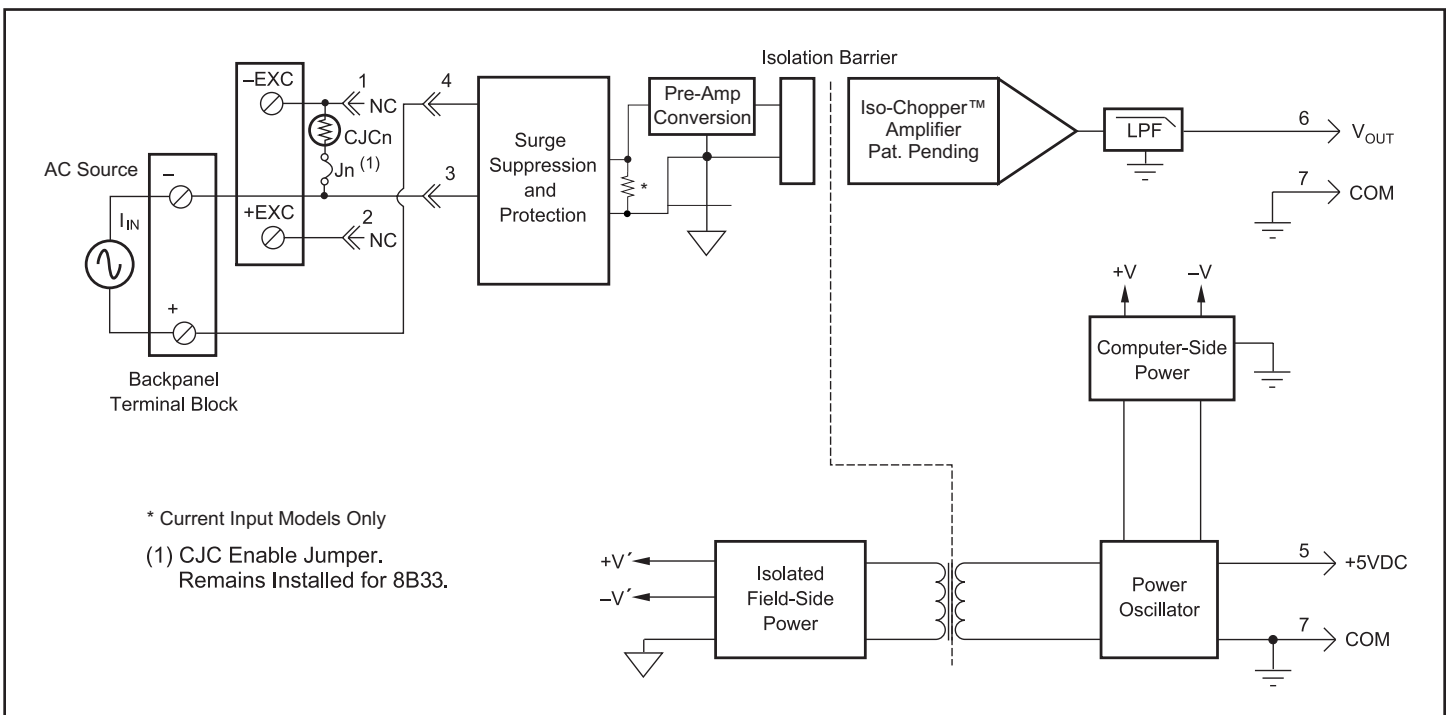 Isolation Barrier
–EXC
1
NC
4
CJCn
Jn (1)
AC Source
–
I IN
+EXC
2
NC
3
+
Backpanel
Terminal Block
Surge
Suppression
and
Protection
Pre-Amp
Conversion
*
Iso-Chopper™
Amplifier
Pat. Pending
LPF
6
VOUT
7
COM
+V
–V
Computer-Side
Power
* Current Input Models Only
(1) CJC Enable Jumper.
Remains Installed for 8B33.
+V´
–V´
Isolated
Field-Side
Power
Power
Oscillator
5
+5VDC
7
COM